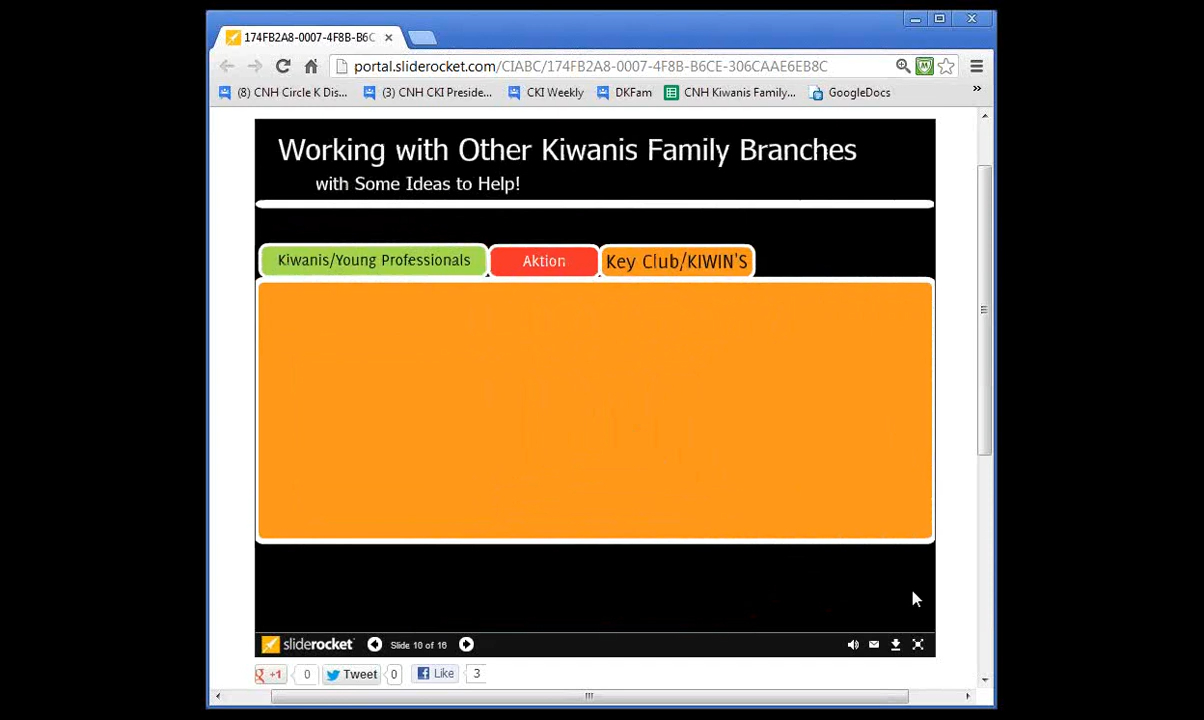 174FB2A8-0007-4F8B-B6C
portal.sliderocket.com/CIABC/174FB2A8-0007-4F8B-B6CE-306CAAE6EB8C
(8) CNH Circle K Dis... (3) CNH CKI Preside... CKI Weekly DKFam CNH Kiwanis Family... GoogleDocs »
Working with Other Kiwanis Family Branches
with Some Ideas to Help!
Kiwanis/Young Professionals Aktion Key Club/KIWIN'S
sliderocket Slide 10 of 16
g +1 0 Tweet 0 Like 3